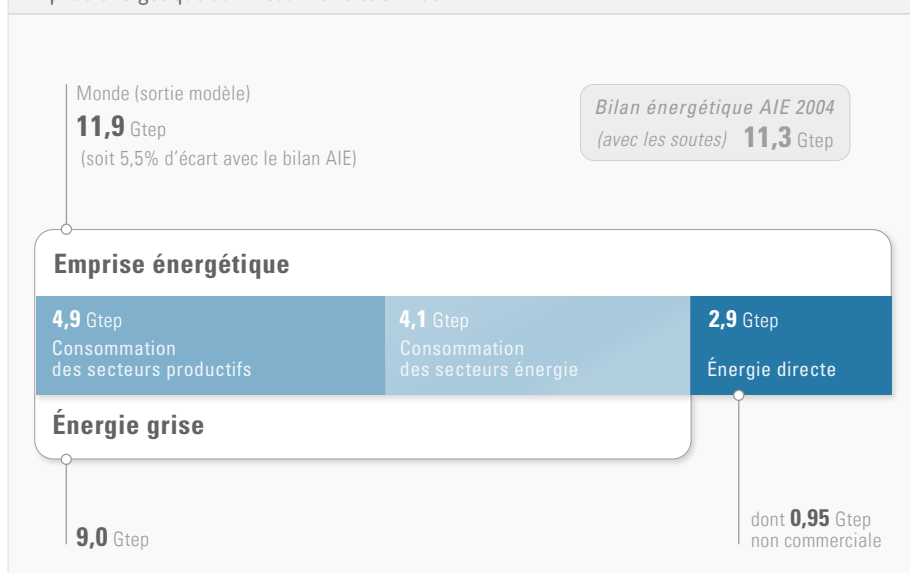 Monde (sortie modèle)
11,9 Gtep
(soit 5,5% d'écart avec le bilan AIE)
Bilan énergétique AIE 2004
(avec les soutes) 11,3 Gtep
Emprise énergétique
4,9 Gtep
Consommation
des secteurs productifs
4,1 Gtep
Consommation
des secteurs énergie
2,9 Gtep
Énergie directe
Énergie grise
9,0 Gtep
dont 0,95 Gtep
non commerciale